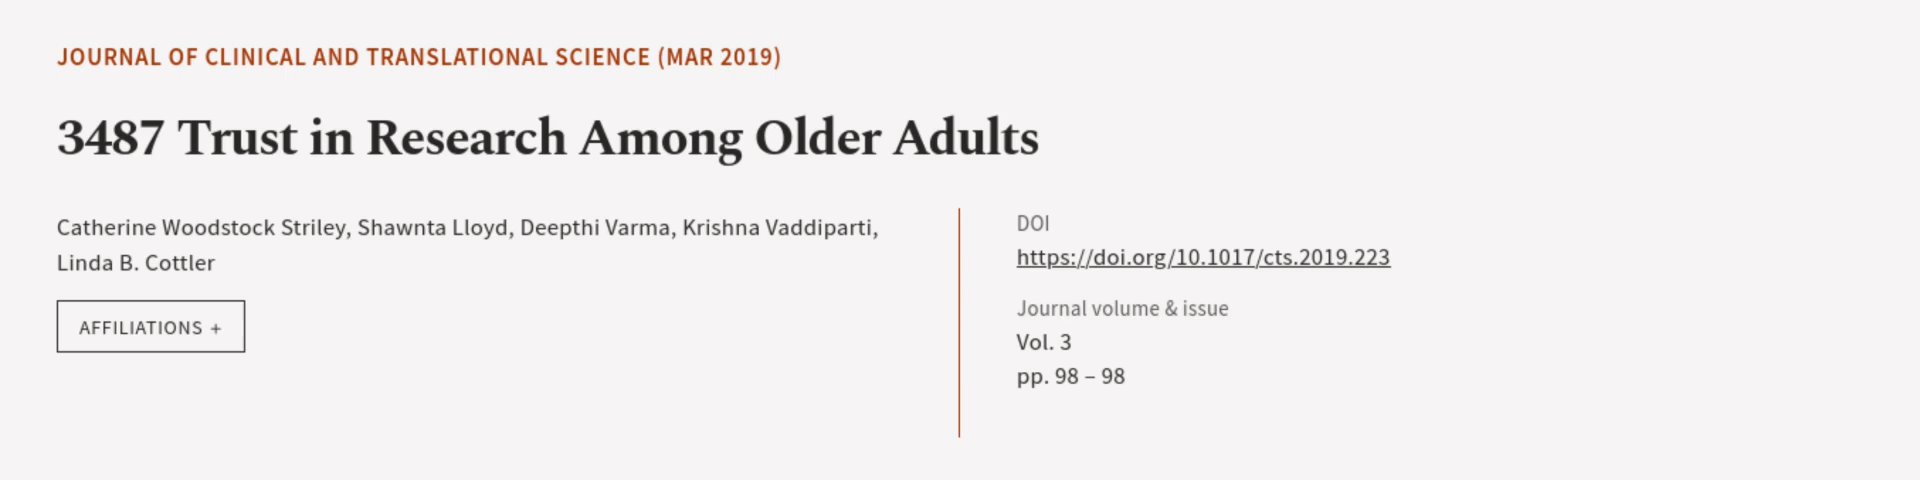 JOURNAL OF CLINICAL AND TRANSLATIONAL SCIENCE (MAR 2019)
3487 Trust in Research Among Older Adults
Catherine Woodstock Striley, Shawnta Lloyd, Deepthi Varma, Krishna Vaddiparti,
Linda B. Cottler
AFFILIATIONS +
DOI
https://doi.org/10.1017/cts.2019.223
Journal volume & issue
Vol. 3
pp. 98 – 98